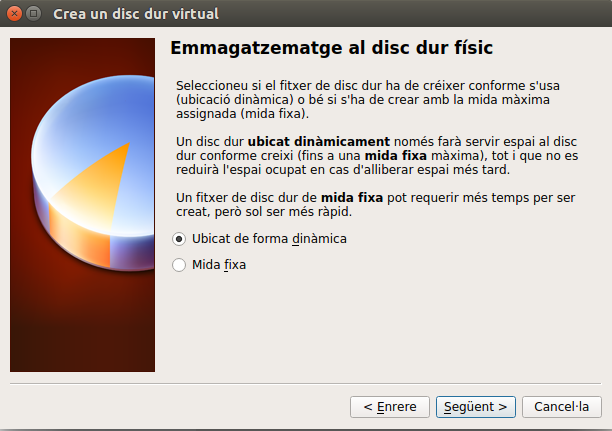 Crea un disc dur virtual
Emmagatzematge al disc dur físic
Seleccioneu si el fitxer de disc dur ha de créixer conforme s'usa
(ubicació dinàmica) o bé si s'ha de crear amb la mida màxima
assignada (mida fixa).
Un disc dur ubicat dinàmicament només farà servir espai al disc
dur conforme creixi (fins a una mida fixa màxima), tot i que no es
reduirà l'espai ocupat en cas d'alliberar espai més tard.
Un fitxer de disc dur de mida fixa pot requerir més temps per ser
creat, però sol ser més ràpid.
Ubicat de forma dinàmica
Mida fixa
< Enrere
Següent >
Cancel·la